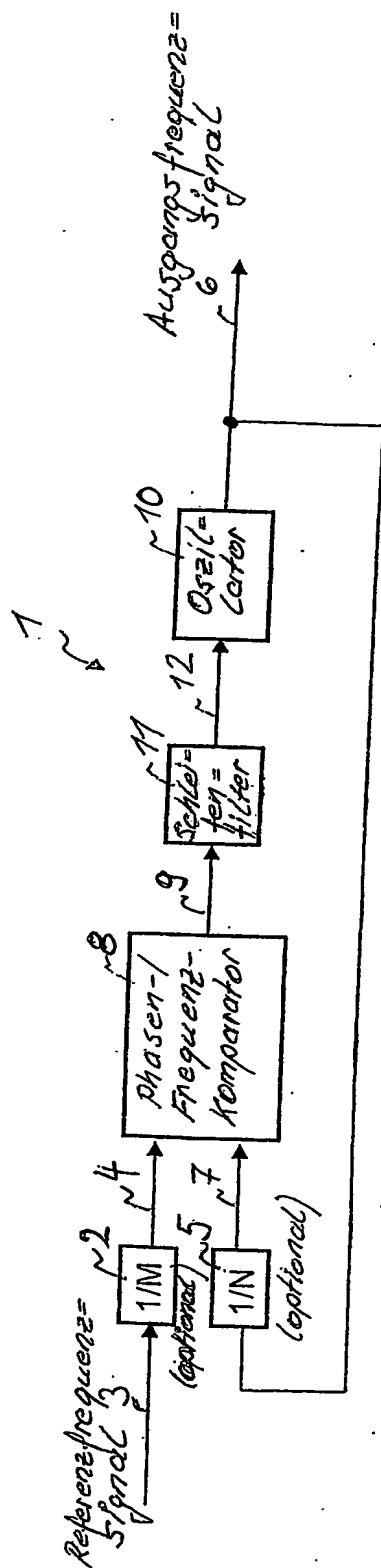 1
Referenzfrequenz=
Signal 3
2
1/M
(optional)
4
5
1/N
(optional)
7
8
Phasen-/
Frequenz-
Komparator
9
11
Schlei=
fen=
filter
12
10
Oszil=
lator
Ausgangsfrequenz=
signal
6